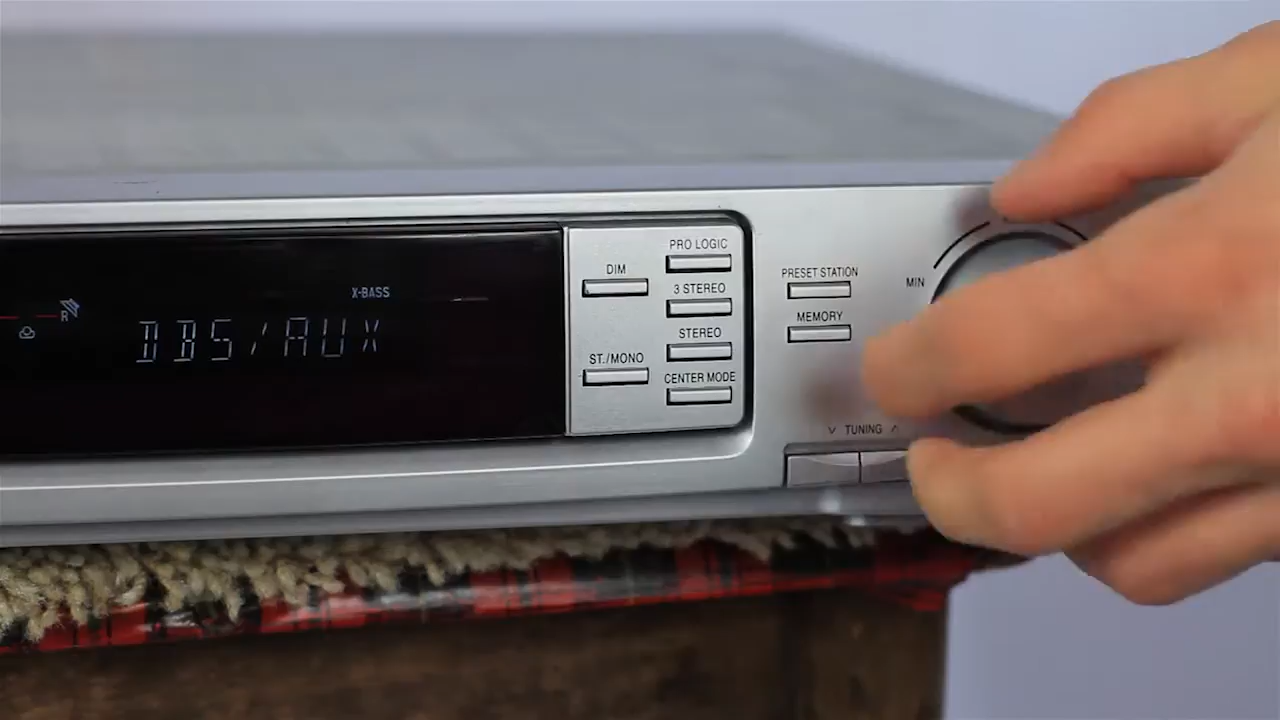 X-BASS
R
DBS/AUX
DIM
ST./MONO
PRO LOGIC
3 STEREO
STEREO
CENTER MODE
PRESET STATION
MEMORY
MIN
∨ TUNING ∧